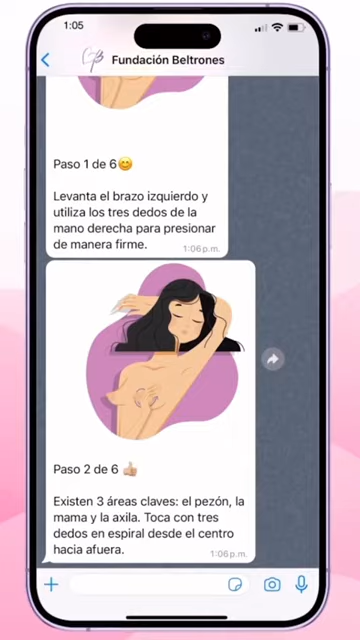 1:05
Fundación Beltrones
Paso 1 de 6😊
Levanta el brazo izquierdo y
utiliza los tres dedos de la
mano derecha para presionar
de manera firme.
1:06 p.m.
Paso 2 de 6 👍🏼
Existen 3 áreas claves: el pezón, la
mama y la axila. Toca con tres
dedos en espiral desde el centro
hacia afuera.
1:06 p.m.